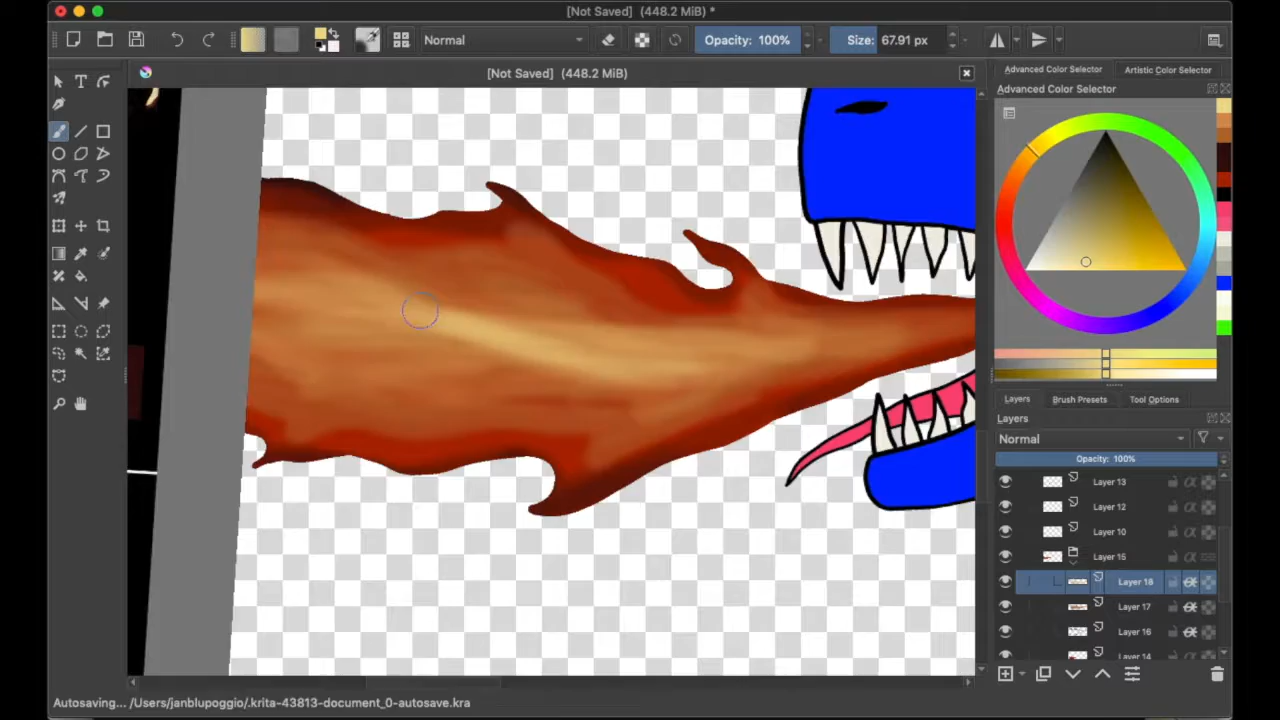 [Not Saved] (448.2 MiB) *
Normal
Opacity: 100%
Size: 67.91 px
[Not Saved] (448.2 MiB)
Advanced Color Selector
Artistic Color Selector
Advanced Color Selector
Layers
Brush Presets
Tool Options
Layers
Normal
Opacity: 100%
Layer 13
Layer 12
Layer 10
Layer 15
Layer 18
Layer 17
Layer 16
Layer 14
Autosaving... /Users/janblupoggio/.krita-43813-document_0-autosave.kra